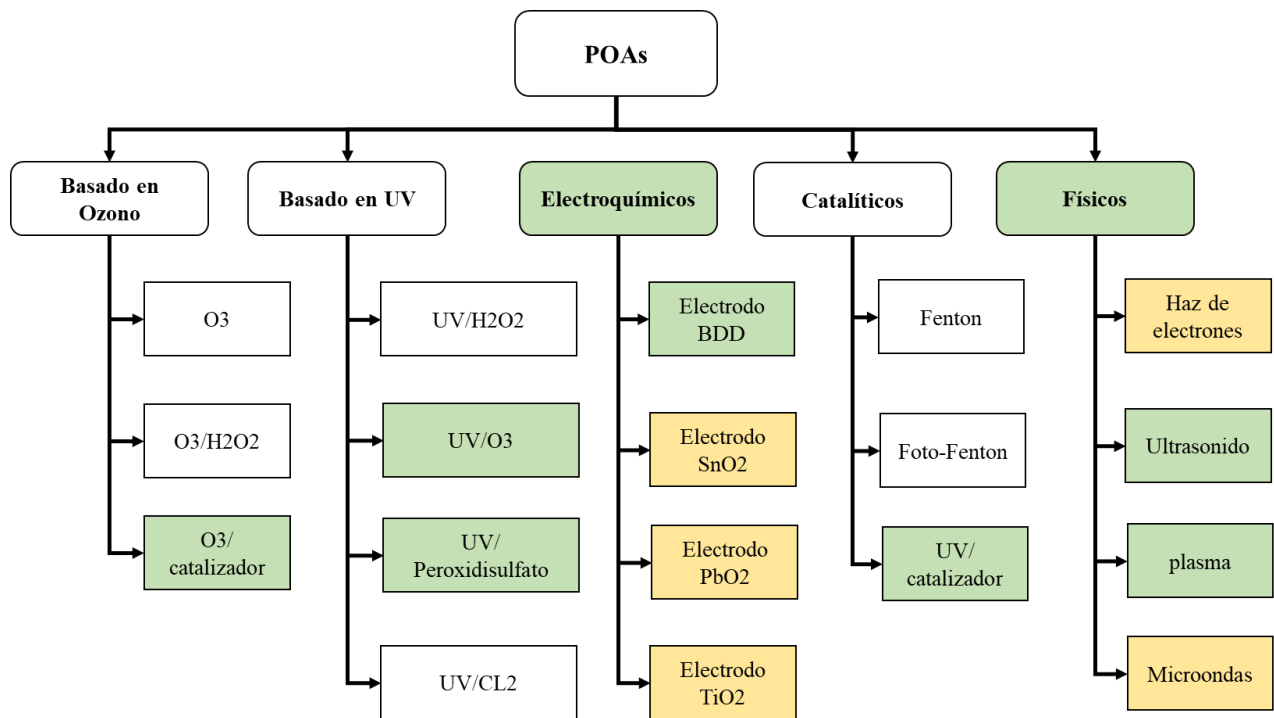 POAs
Basado en
Ozono
Basado en UV
Electroquímicos
Catalíticos
Físicos
O3
O3/H2O2
O3/
catalizador
UV/H2O2
UV/O3
UV/
Peroxidisulfato
UV/CL2
Electrodo
BDD
Electrodo
SnO2
Electrodo
PbO2
Electrodo
TiO2
Fenton
Foto-Fenton
UV/
catalizador
Haz de
electrones
Ultrasonido
plasma
Microondas